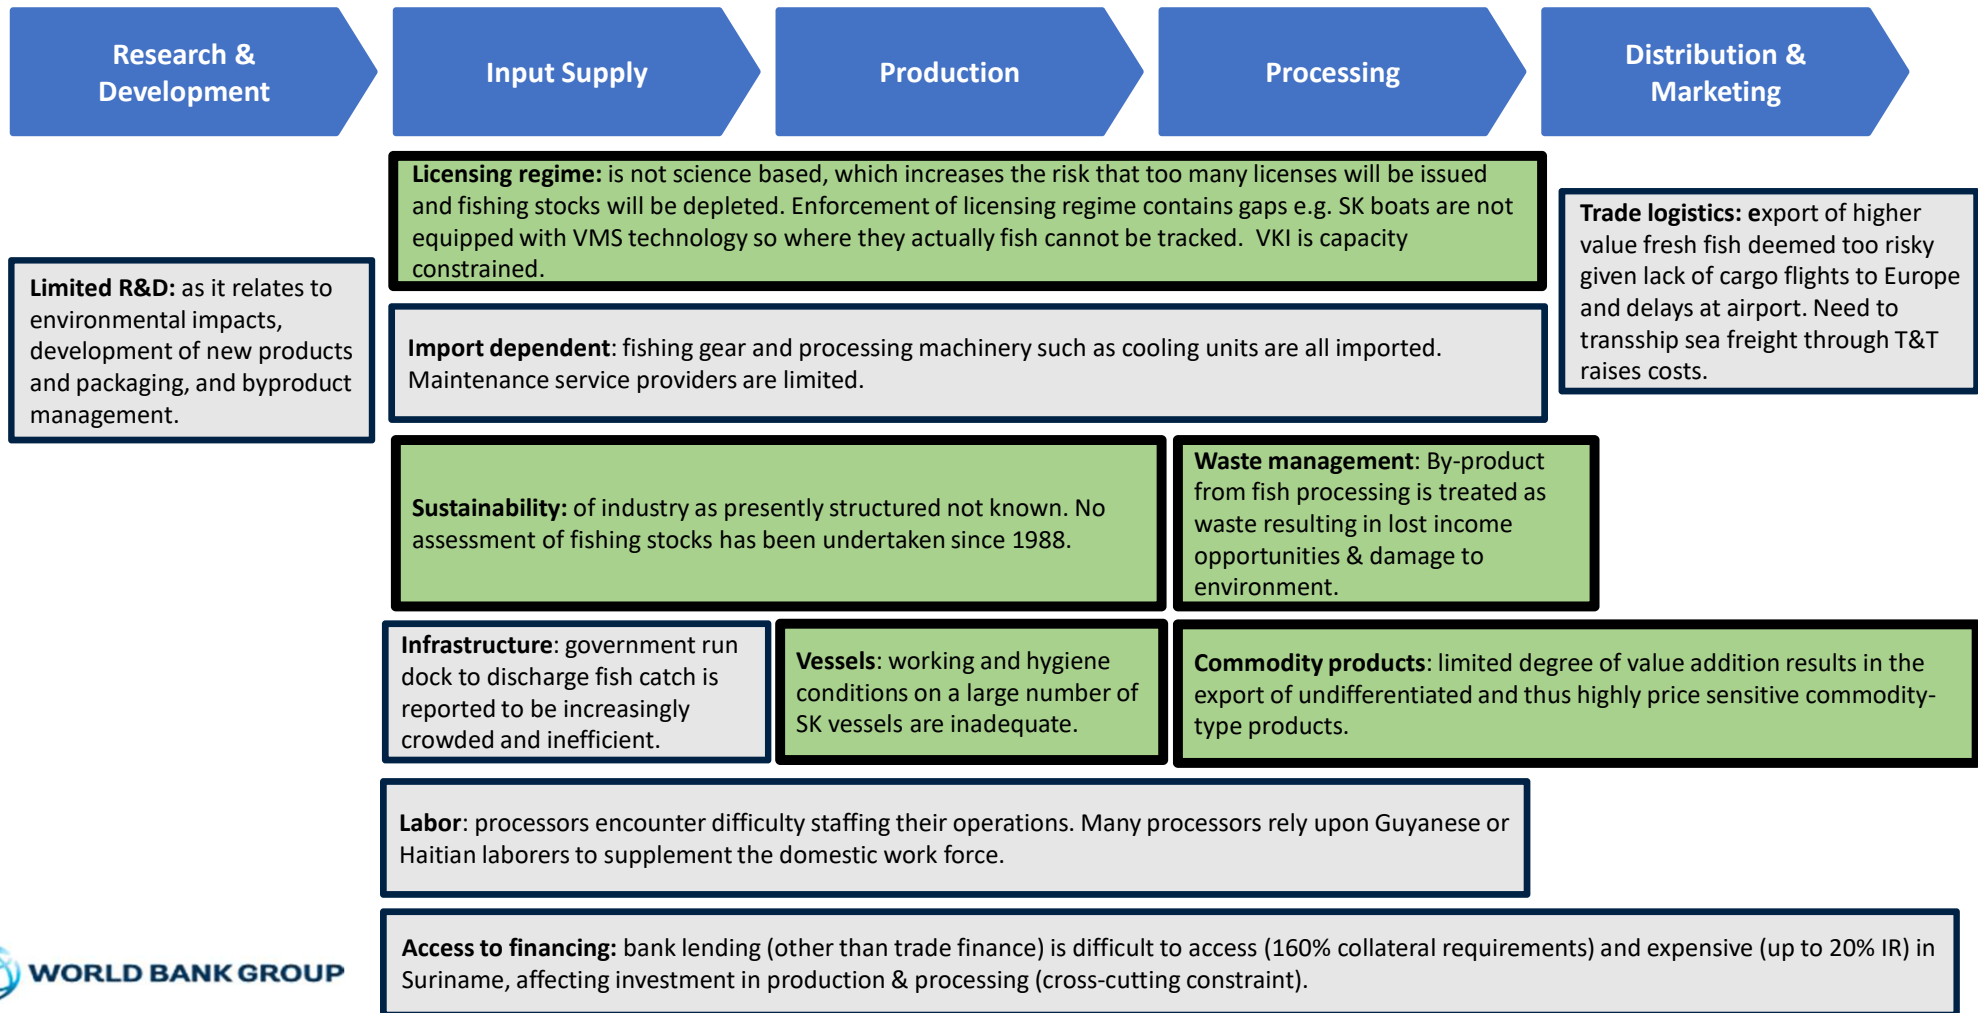 Research &
Development
Input Supply
Production
Processing
Distribution &
Marketing
Licensing regime: is not science based, which increases the risk that too many licenses will be issued
and fishing stocks will be depleted. Enforcement of licensing regime contains gaps e.g. SK boats are not
equipped with VMS technology so where they actually fish cannot be tracked.  VKI is capacity
constrained.
Trade logistics: export of higher
value fresh fish deemed too risky
given lack of cargo flights to Europe
and delays at airport. Need to
transship sea freight through T&T
raises costs.
Limited R&D: as it relates to
environmental impacts,
development of new products
and packaging, and byproduct
management.
Import dependent: fishing gear and processing machinery such as cooling units are all imported.
Maintenance service providers are limited.
Sustainability: of industry as presently structured not known. No
assessment of fishing stocks has been undertaken since 1988.
Waste management: By-product
from fish processing is treated as
waste resulting in lost income
opportunities & damage to
environment.
Infrastructure: government run
dock to discharge fish catch is
reported to be increasingly
crowded and inefficient.
Vessels: working and hygiene
conditions on a large number of
SK vessels are inadequate.
Commodity products: limited degree of value addition results in the
export of undifferentiated and thus highly price sensitive commodity-
type products.
Labor: processors encounter difficulty staffing their operations. Many processors rely upon Guyanese or
Haitian laborers to supplement the domestic work force.
Access to financing: bank lending (other than trade finance) is difficult to access (160% collateral requirements) and expensive (up to 20% IR) in
Suriname, affecting investment in production & processing (cross-cutting constraint).
WORLD BANK GROUP